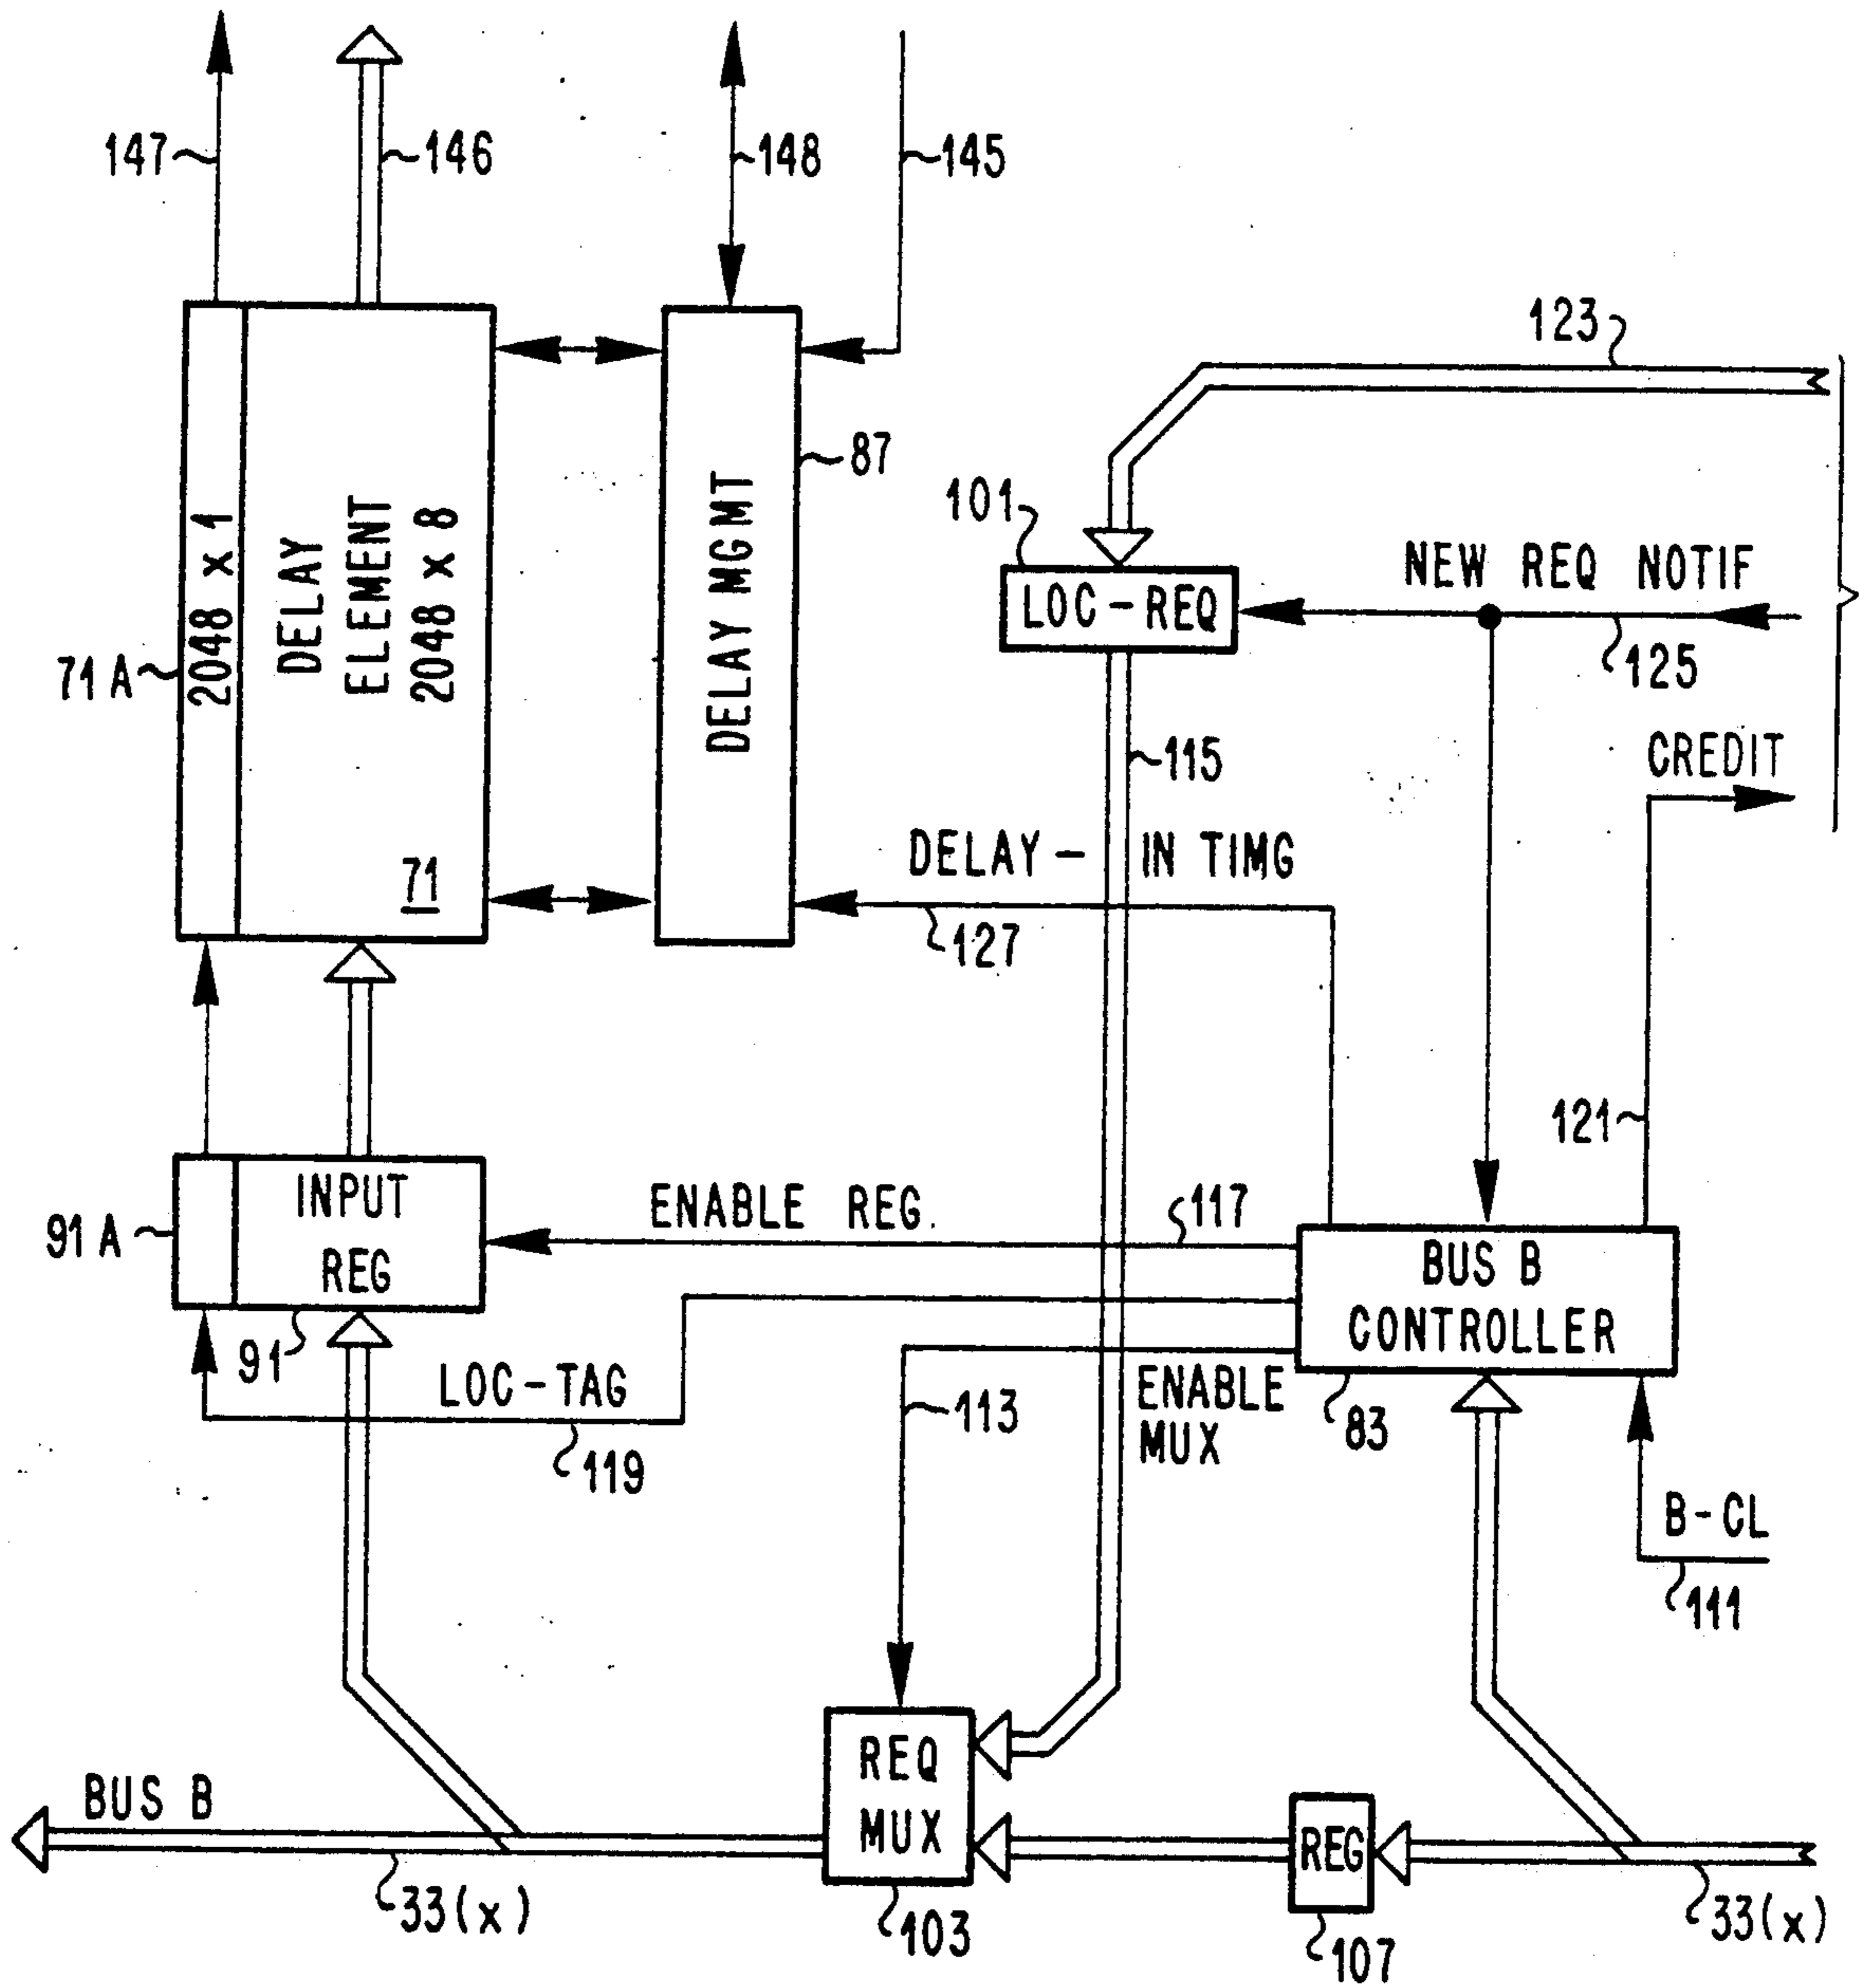 147
146
148
145
123
87
101
2048 x 1
DELAY
ELEMENT
2048 x 8
DELAY MGMT
LOC-REQ
NEW REQ NOTIF
125
71A
71
115
CREDIT
DELAY- IN TIMG
127
121
91A
INPUT
REG
91
ENABLE REG.
117
BUS B
CONTROLLER
83
LOC-TAG
119
113
ENABLE
MUX
B-CL
111
REQ
MUX
103
REG
107
BUS B
33(x)
33(x)